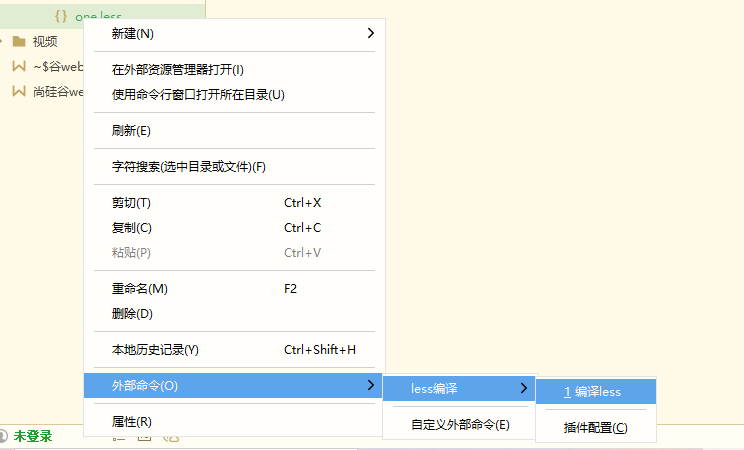 one.less
视频
~$谷web
尚硅谷we
新建(N)
在外部资源管理器打开(I)
使用命令行窗口打开所在目录(U)
刷新(E)
字符搜索(选中目录或文件)(F)
剪切(T) Ctrl+X
复制(C) Ctrl+C
粘贴(P) Ctrl+V
重命名(M) F2
删除(D)
本地历史记录(Y) Ctrl+Shift+H
外部命令(O)
属性(R)
less编译
自定义外部命令(E)
1 编译less
插件配置(C)
未登录